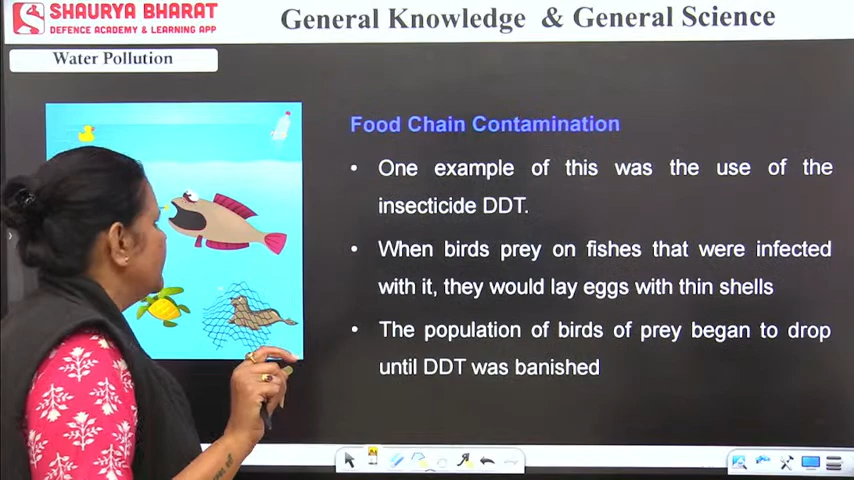 SHAURYA BHARAT
DEFENCE ACADEMY & LEARNING APP
General Knowledge & General Science
Water Pollution
Food Chain Contamination
• One example of this was the use of the
insecticide DDT.
• When birds prey on fishes that were infected
with it, they would lay eggs with thin shells
• The population of birds of prey began to drop
until DDT was banished